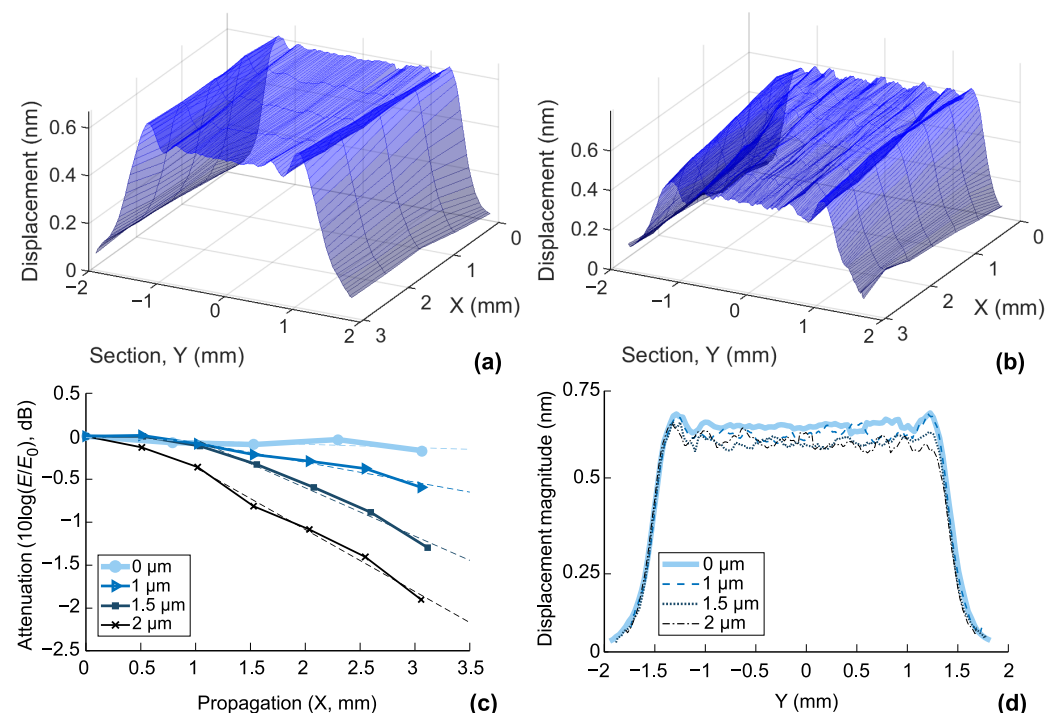 Displacement (nm)
0.6
0.4
0.2
0
−2
−1
0
1
2
Section, Y (mm)
3
2
1
0
X (mm)
(a)
Displacement (nm)
0.6
0.4
0.2
0
−2
−1
0
1
2
Section, Y (mm)
3
2
1
0
X (mm)
(b)
Attenuation (10log(E/E0), dB)
0.5
0
−0.5
−1
−1.5
−2
−2.5
0 μm
1 μm
1.5 μm
2 μm
0 0.5 1 1.5 2 2.5 3 3.5
Propagation (X, mm)
(c)
Displacement magnitude (nm)
0.75
0.5
0.25
0
0 μm
1 μm
1.5 μm
2 μm
−2 −1.5 −1 −0.5 0 0.5 1 1.5 2
Y (mm)
(d)